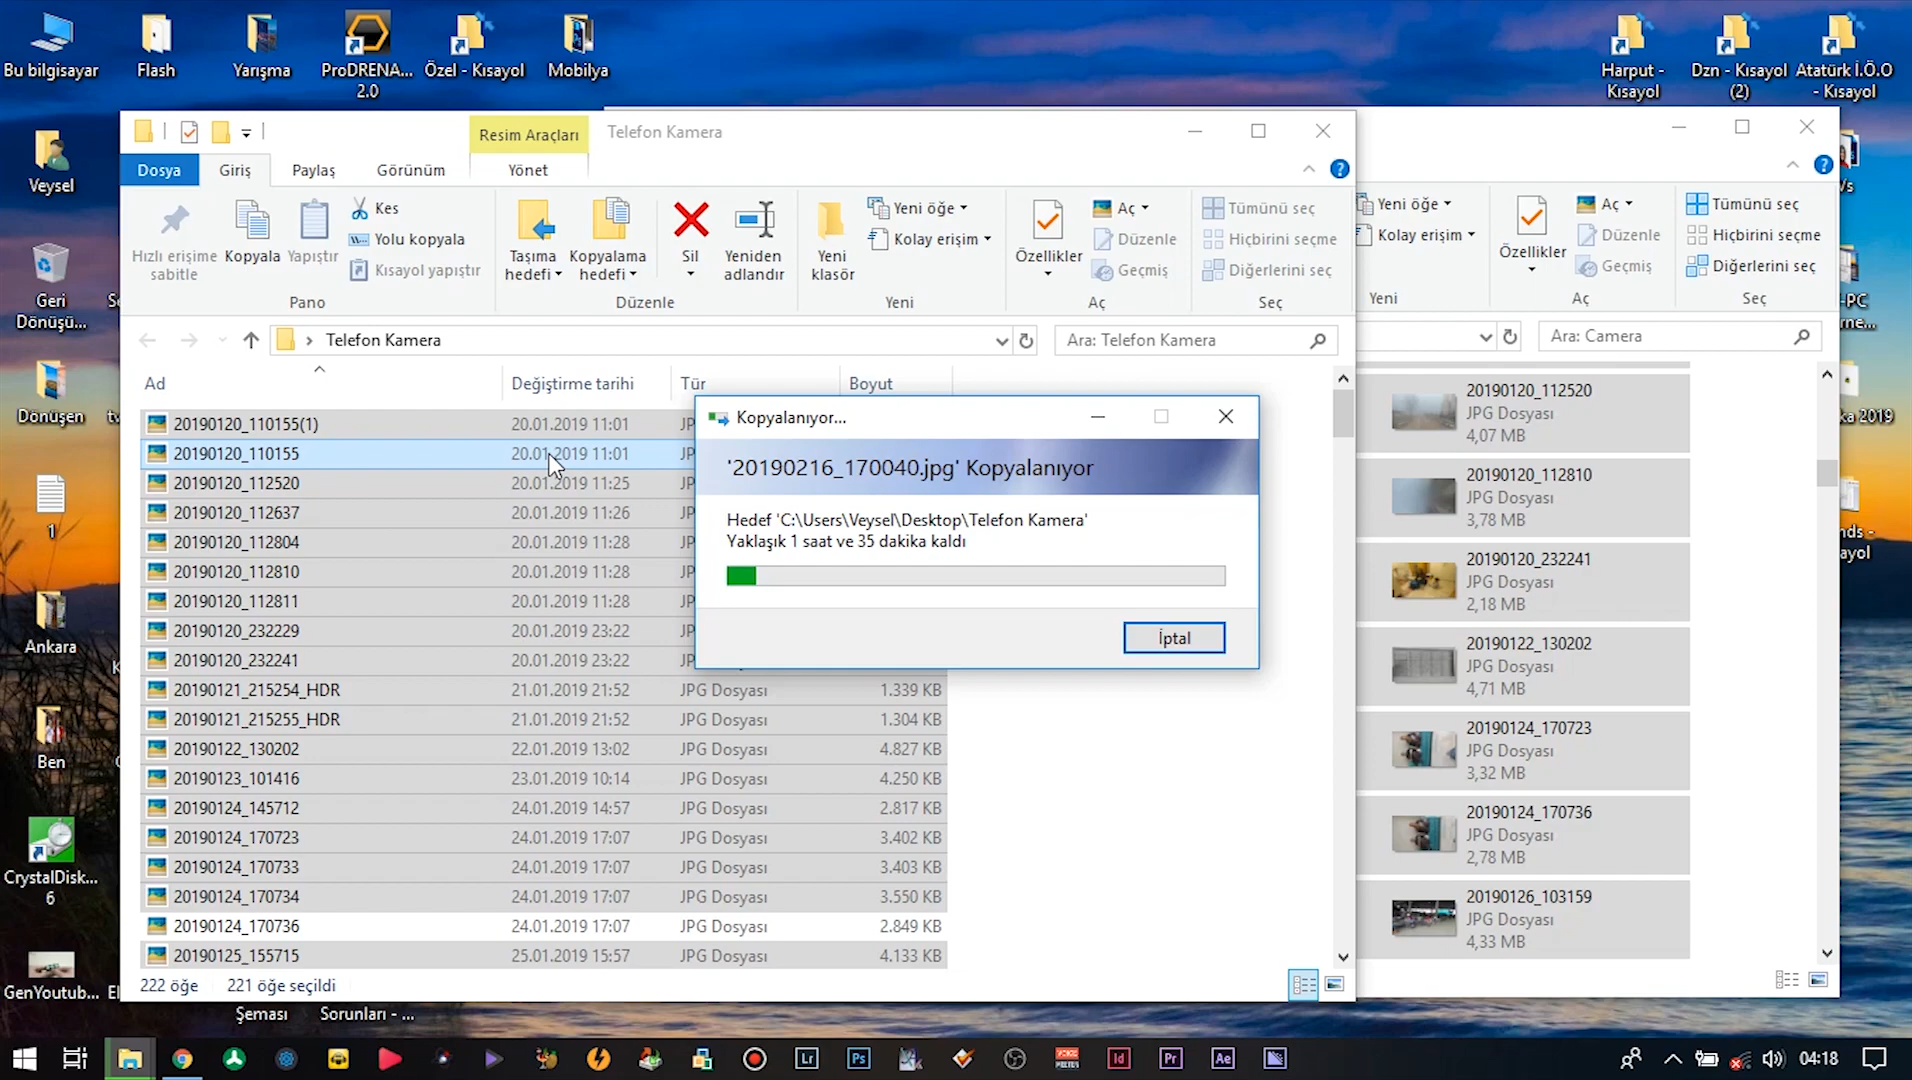 Bu bilgisayar
Flash
Yarışma
ProDRENA...
2.0
Özel - Kısayol
Mobilya
Harput -
Kısayol
Dzn - Kısayol
(2)
Atatürk İ.Ö.O
- Kısayol
Veysel
Geri
Dönüşü...
Dönüşen
1
Ankara
Ben
CrystalDisk...
6
GenYoutub...
Şeması
Sorunları - ...
Resim Araçları
Telefon Kamera
Dosya
Giriş
Paylaş
Görünüm
Yönet
Hızlı erişime
sabitle
Kopyala
Yapıştır
Kes
Yolu kopyala
Kısayol yapıştır
Pano
Taşıma
hedefi
Kopyalama
hedefi
Sil
Yeniden
adlandır
Düzenle
Yeni
klasör
Yeni öğe
Kolay erişim
Yeni
Özellikler
Aç
Düzenle
Geçmiş
Aç
Tümünü seç
Hiçbirini seçme
Diğerlerini seç
Seç
Telefon Kamera
Ara: Telefon Kamera
Ad
Değiştirme tarihi
Tür
Boyut
20190120_110155(1) 20.01.2019 11:01
20190120_110155 20.01.2019 11:01
20190120_112520 20.01.2019 11:25
20190120_112637 20.01.2019 11:26
20190120_112804 20.01.2019 11:28
20190120_112810 20.01.2019 11:28
20190120_112811 20.01.2019 11:28
20190120_232229 20.01.2019 23:22
20190120_232241 20.01.2019 23:22
20190121_215254_HDR 21.01.2019 21:52 JPG Dosyası 1.339 KB
20190121_215255_HDR 21.01.2019 21:52 JPG Dosyası 1.304 KB
20190122_130202 22.01.2019 13:02 JPG Dosyası 4.827 KB
20190123_101416 23.01.2019 10:14 JPG Dosyası 4.250 KB
20190124_145712 24.01.2019 14:57 JPG Dosyası 2.817 KB
20190124_170723 24.01.2019 17:07 JPG Dosyası 3.402 KB
20190124_170733 24.01.2019 17:07 JPG Dosyası 3.403 KB
20190124_170734 24.01.2019 17:07 JPG Dosyası 3.550 KB
20190124_170736 24.01.2019 17:07 JPG Dosyası 2.849 KB
20190125_155715 25.01.2019 15:57 JPG Dosyası 4.133 KB
222 öğe
221 öğe seçildi
Kopyalanıyor...
'20190216_170040.jpg' Kopyalanıyor
Hedef 'C:\Users\Veysel\Desktop\Telefon Kamera'
Yaklaşık 1 saat ve 35 dakika kaldı
İptal
Yeni öğe
Kolay erişim
Yeni
Özellikler
Aç
Düzenle
Geçmiş
Aç
Tümünü seç
Hiçbirini seçme
Diğerlerini seç
Seç
Ara: Camera
20190120_112520
JPG Dosyası
4,07 MB
20190120_112810
JPG Dosyası
3,78 MB
20190120_232241
JPG Dosyası
2,18 MB
20190122_130202
JPG Dosyası
4,71 MB
20190124_170723
JPG Dosyası
3,32 MB
20190124_170736
JPG Dosyası
2,78 MB
20190126_103159
JPG Dosyası
4,33 MB
Lr
Ps
Id
Pr
Ae
04:18